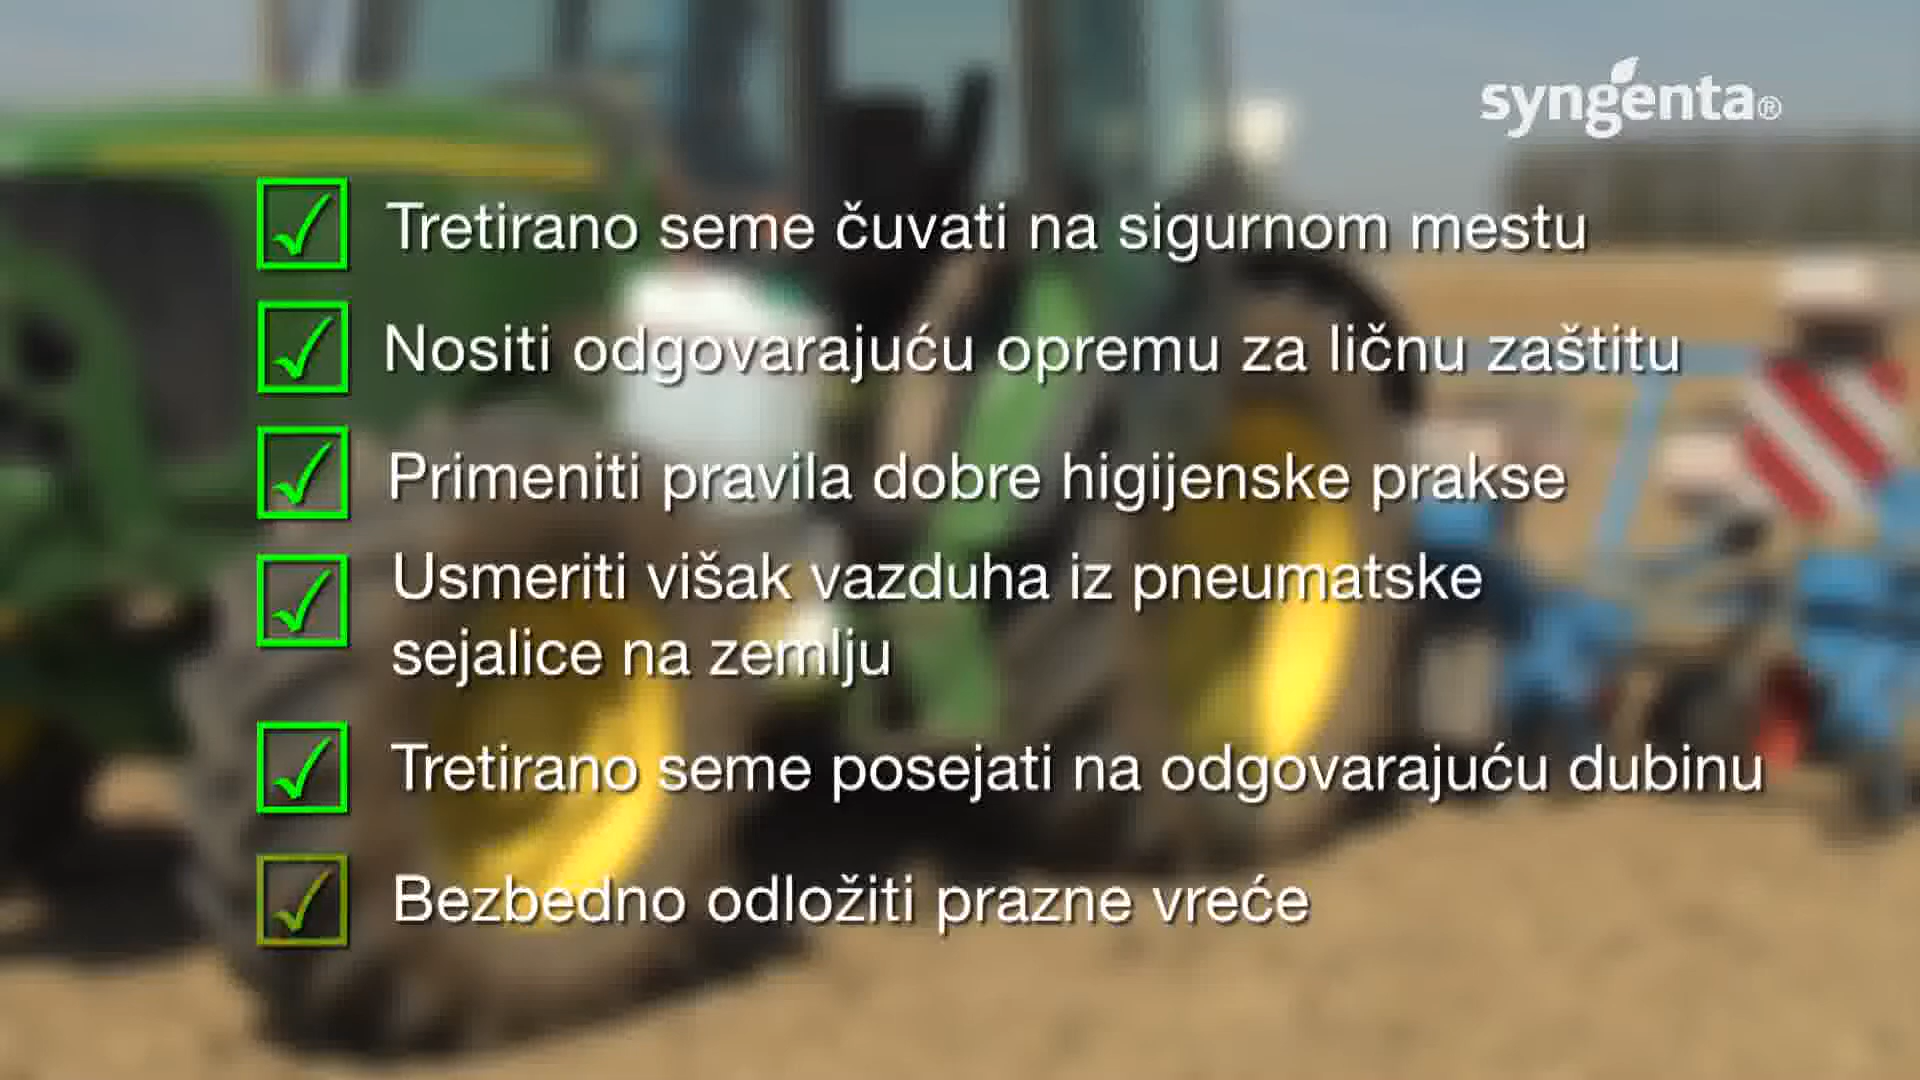 syngenta®
Tretirano seme čuvati na sigurnom mestu
Nositi odgovarajuću opremu za ličnu zaštitu
Primeniti pravila dobre higijenske prakse
Usmeriti višak vazduha iz pneumatske
sejalice na zemlju
Tretirano seme posejati na odgovarajuću dubinu
Bezbedno odložiti prazne vreće